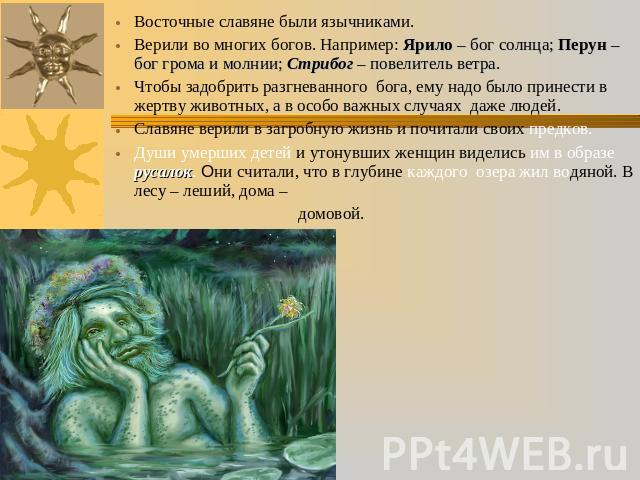 • Восточные славяне были язычниками.
• Верили во многих богов. Например: Ярило – бог солнца; Перун –
бог грома и молнии; Стрибог – повелитель ветра.
• Чтобы задобрить разгневанного  бога, ему надо было принести в
жертву животных, а в особо важных случаях  даже людей.
• Славяне верили в загробную жизнь и почитали своих предков.
• Души умерших детей и утонувших женщин виделись им в образе
русалок. Они считали, что в глубине каждого  озера жил водяной. В
лесу – леший, дома –
домовой.
PPt4WEB.ru